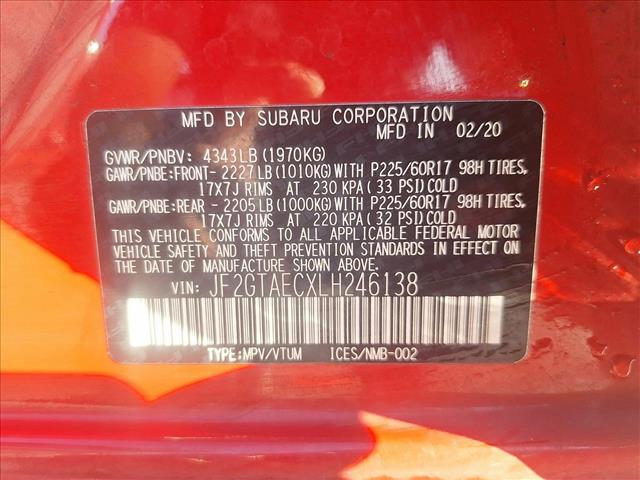 MFD BY SUBARU CORPORATION
MFD IN 02/20
GVWR/PNBV: 4343LB (1970KG)
GAWR/PNBE:FRONT- 2227LB (1010KG) WITH P225/60R17 98H TIRES,
17X7J RIMS AT 230 KPA ( 33 PSI) COLD
GAWR/PNBE:REAR - 2205LB (1000KG) WITH P225/60R17 98H TIRES,
17X7J RIMS AT 220 KPA ( 32 PSI) COLD
THIS VEHICLE CONFORMS TO ALL APPLICABLE FEDERAL MOTOR
VEHICLE SAFETY AND THEFT PREVENTION STANDARDS IN EFFECT ON
THE DATE OF MANUFACTURE SHOWN ABOVE.
VIN: JF2GTAECXLH246138
TYPE:MPV/VTUM ICES/NMB-002